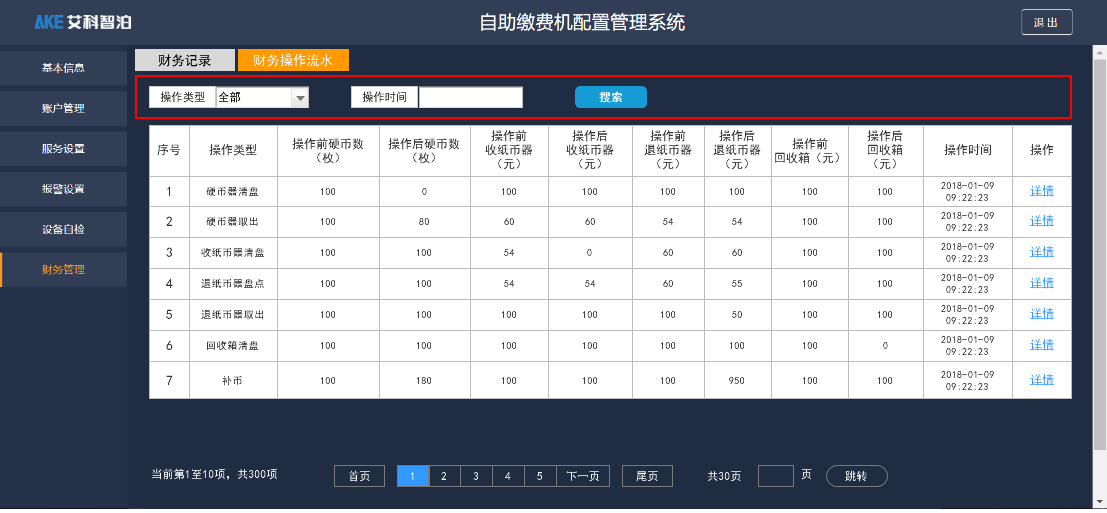 AKE 艾科智泊
自助缴费机配置管理系统
退出
基本信息
账户管理
服务设置
报警设置
设备自检
财务管理
财务记录 财务操作流水
操作类型 全部 操作时间 搜索
序号 操作类型 操作前硬币数（枚） 操作后硬币数（枚） 操作前收纸币器（元） 操作后收纸币器（元） 操作前退纸币器（元） 操作后退纸币器（元） 操作前回收箱（元） 操作后回收箱（元） 操作时间 操作
1 硬币器清盘 100 0 100 100 100 100 100 100 2018-01-09 09:22:23 详情
2 硬币器取出 100 80 60 60 54 54 100 100 2018-01-09 09:22:23 详情
3 收纸币器清盘 100 100 54 0 60 60 100 100 2018-01-09 09:22:23 详情
4 退纸币器盘点 100 100 54 54 60 55 100 100 2018-01-09 09:22:23 详情
5 退纸币器取出 100 100 100 100 100 50 100 100 2018-01-09 09:22:23 详情
6 回收箱清盘 100 100 100 100 100 100 100 0 2018-01-09 09:22:23 详情
7 补币 100 180 100 100 100 950 100 100 2018-01-09 09:22:23 详情
当前第1至10项，共300项 首页 1 2 3 4 5 下一页 尾页 共30页 页 跳转